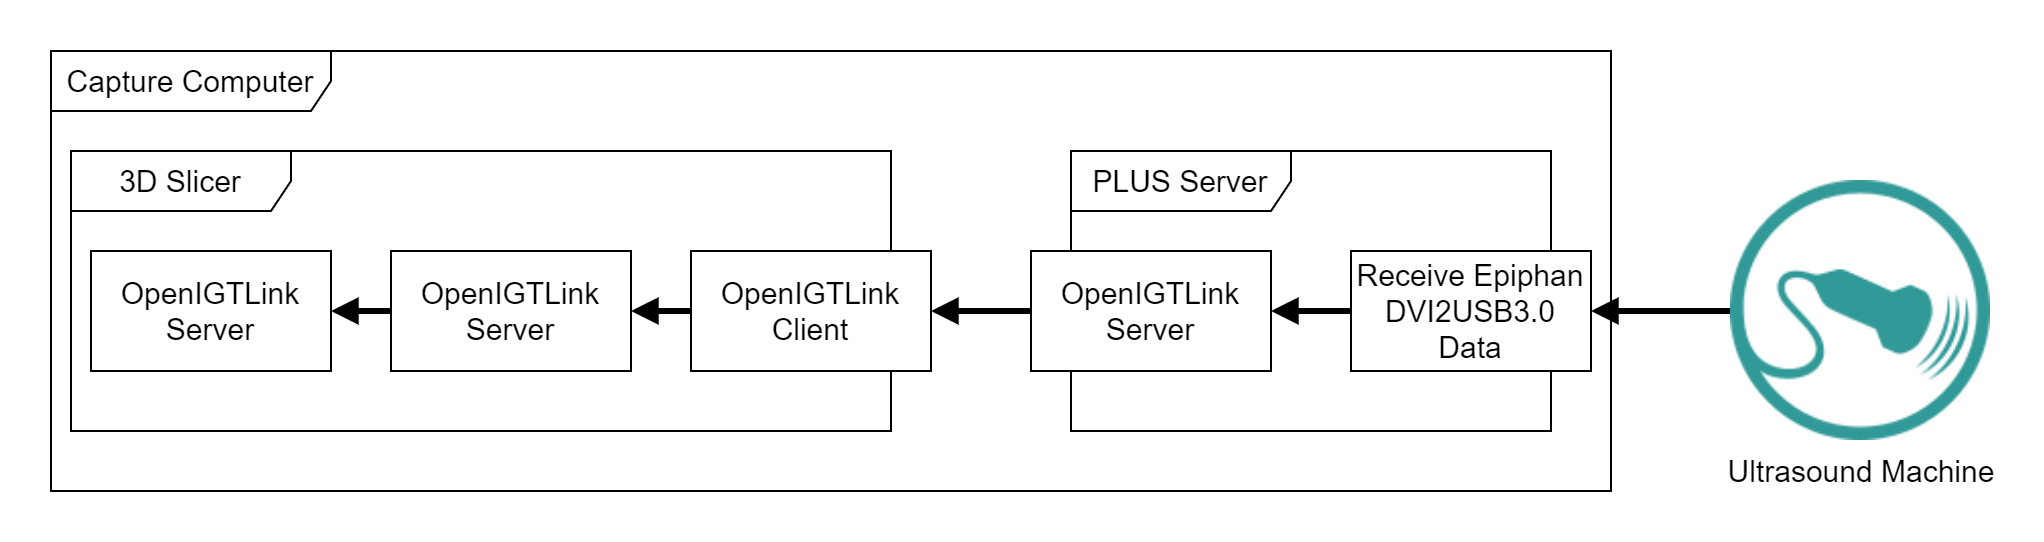 Capture Computer
3D Slicer
PLUS Server
OpenIGTLink
Server
OpenIGTLink
Server
OpenIGTLink
Client
OpenIGTLink
Server
Receive Epiphan
DVI2USB3.0
Data
Ultrasound Machine